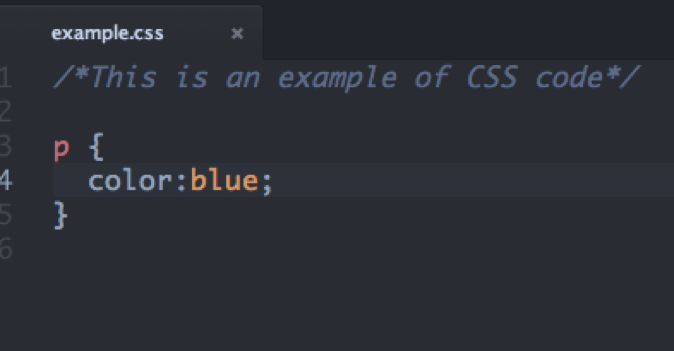 example.css ×
1 /*This is an example of CSS code*/
2
3 p {
4   color:blue;
5 }
6